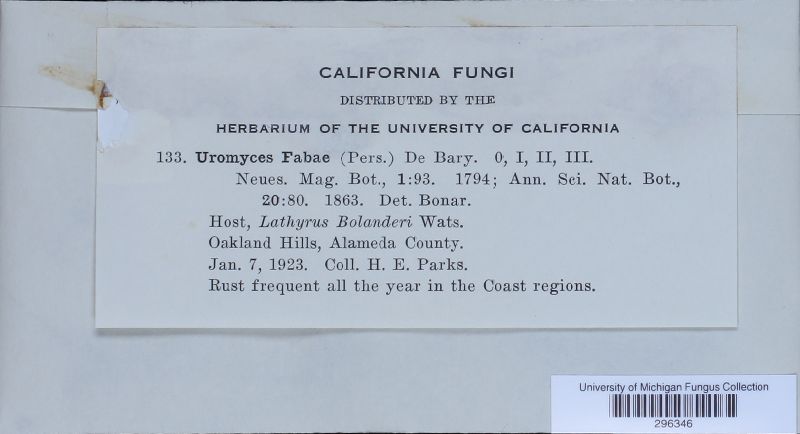 CALIFORNIA FUNGI
DISTRIBUTED BY THE
HERBARIUM OF THE UNIVERSITY OF CALIFORNIA
133. Uromyces Fabae (Pers.) De Bary. 0, I, II, III.
Neues. Mag. Bot., 1:93. 1794; Ann. Sci. Nat. Bot.,
20:80. 1863. Det. Bonar.
Host, Lathyrus Bolanderi Wats.
Oakland Hills, Alameda County.
Jan. 7, 1923. Coll. H. E. Parks.
Rust frequent all the year in the Coast regions.
University of Michigan Fungus Collection
296346